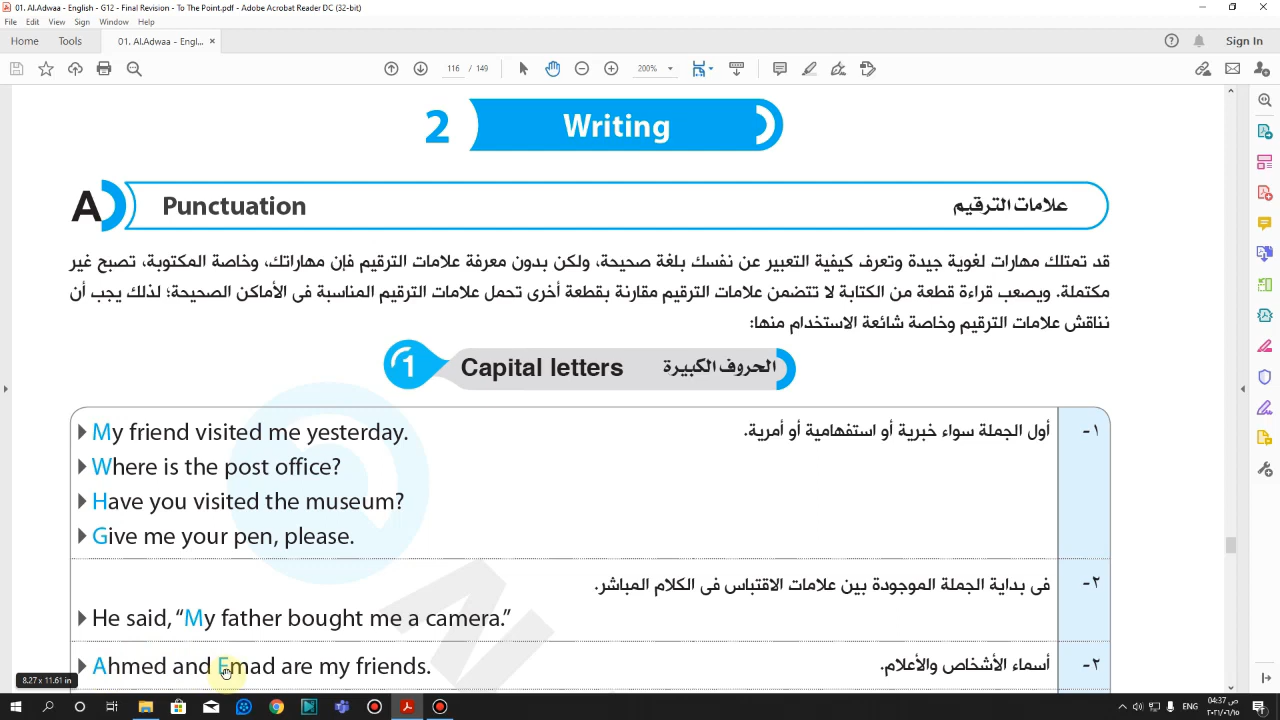 01. Al.Adwaa - English - G12 - Final Revision - To The Point.pdf - Adobe Acrobat Reader DC (32-bit)
File Edit View Sign Window Help
Home Tools 01. Al.Adwaa - Engl... × Sign In
116 / 149 200%
2 Writing
A Punctuation علامات الترقيم
قد تمتلك مهارات لغوية جيدة وتعرف كيفية التعبير عن نفسك بلغة صحيحة، ولكن بدون معرفة علامات الترقيم فإن مهاراتك، وخاصة المكتوبة، تصبح غير
مكتملة. ويصعب قراءة قطعة من الكتابة لا تتضمن علامات الترقيم مقارنة بقطعة أخرى تحمل علامات الترقيم المناسبة فى الأماكن الصحيحة؛ لذلك يجب أن
نناقش علامات الترقيم وخاصة شائعة الاستخدام منها:
1 Capital letters الحروف الكبيرة
١- أول الجملة سواء خبرية أو استفهامية أو أمرية.
My friend visited me yesterday.
Where is the post office?
Have you visited the museum?
Give me your pen, please.
٢- فى بداية الجملة الموجودة بين علامات الاقتباس فى الكلام المباشر.
He said, “My father bought me a camera.”
٢- أسماء الأشخاص والأعلام.
Ahmed and Emad are my friends.
8.27 x 11.61 in
ENG 04:37 ص
٢٠٢١/٠٦/١٥